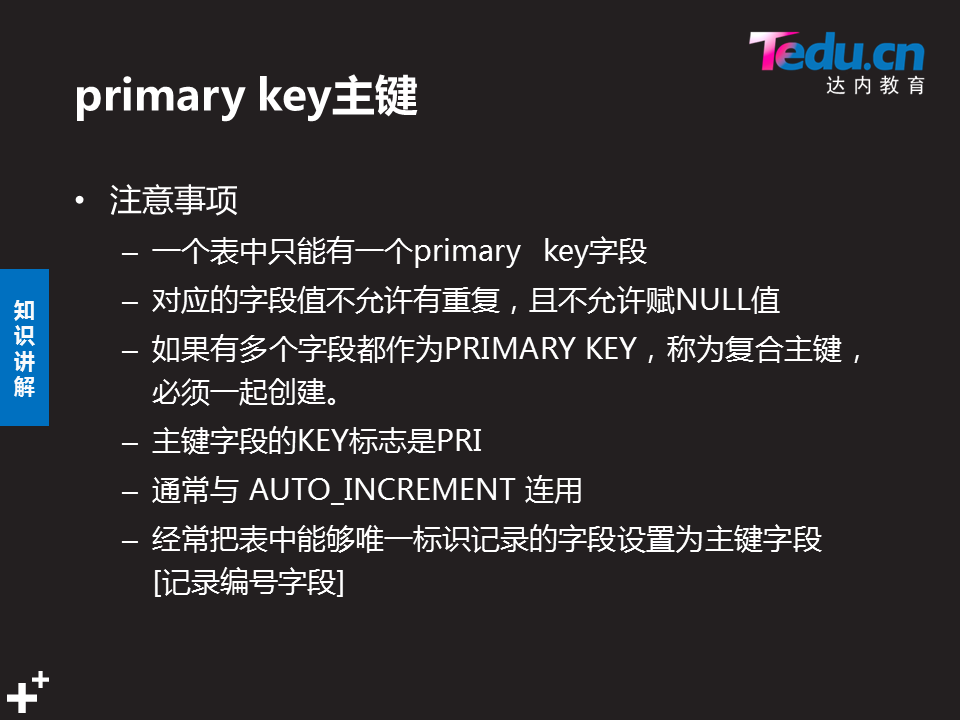 Tedu.cn
达内教育
primary key主键
• 注意事项
– 一个表中只能有一个primary key字段
– 对应的字段值不允许有重复，且不允许赋NULL值
– 如果有多个字段都作为PRIMARY KEY，称为复合主键，
必须一起创建。
– 主键字段的KEY标志是PRI
– 通常与 AUTO_INCREMENT 连用
– 经常把表中能够唯一标识记录的字段设置为主键字段
[记录编号字段]
知
识
讲
解